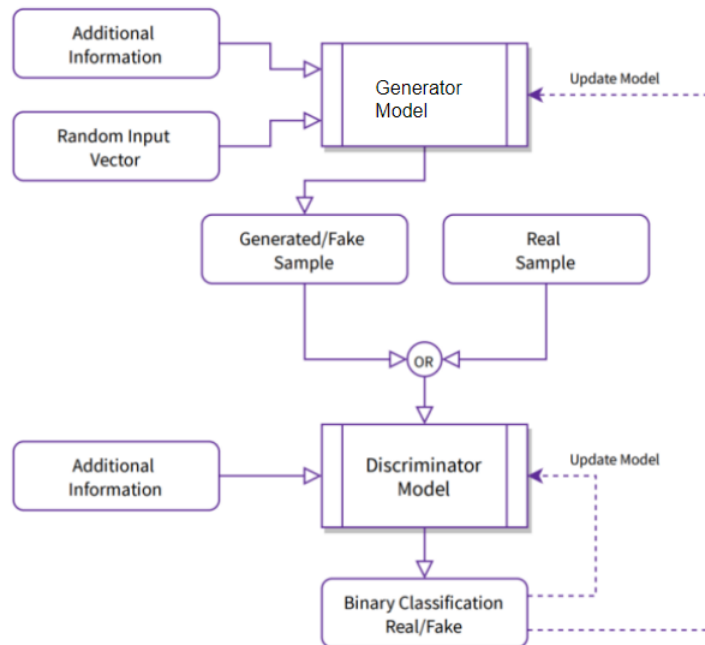 Additional
Information
Generator
Model
Update Model
Random Input
Vector
Generated/Fake
Sample
Real
Sample
OR
Additional
Information
Discriminator
Model
Update Model
Binary Classification
Real/Fake